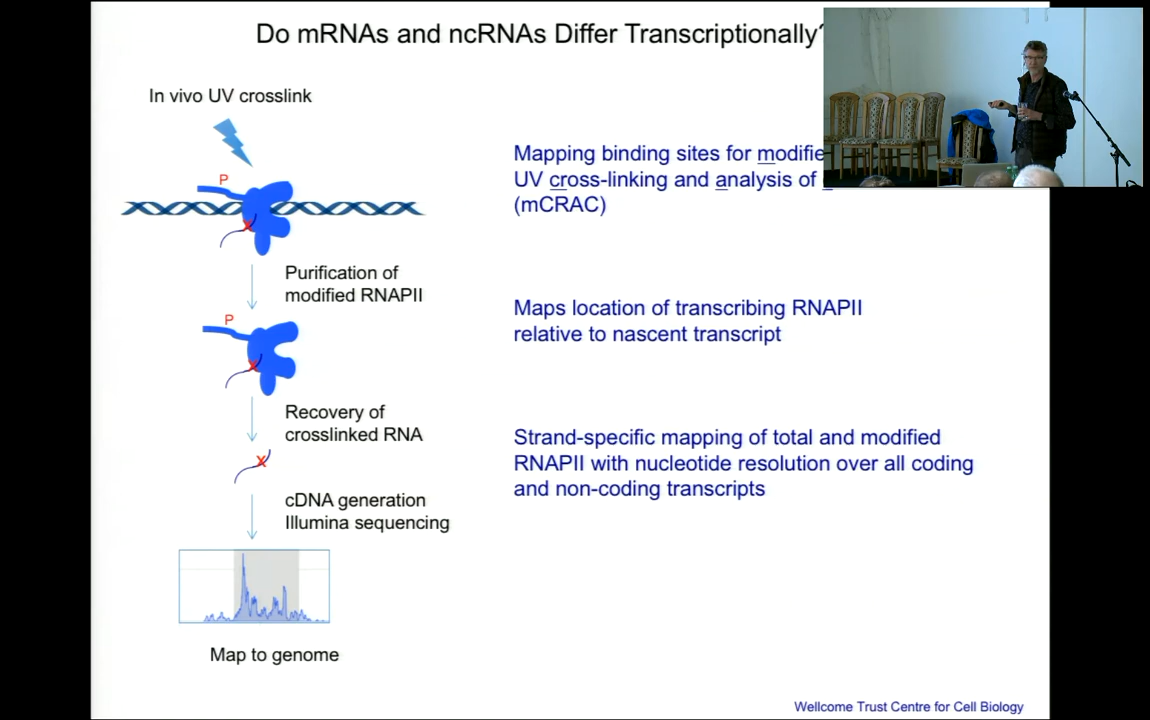 Do mRNAs and ncRNAs Differ Transcriptionally?
In vivo UV crosslink
P
x
Purification of
modified RNAPII
P
x
Recovery of
crosslinked RNA
x
cDNA generation
Illumina sequencing
Map to genome
Mapping binding sites for modifie
UV cross-linking and analysis of
(mCRAC)
Maps location of transcribing RNAPII
relative to nascent transcript
Strand-specific mapping of total and modified
RNAPII with nucleotide resolution over all coding
and non-coding transcripts
Wellcome Trust Centre for Cell Biology